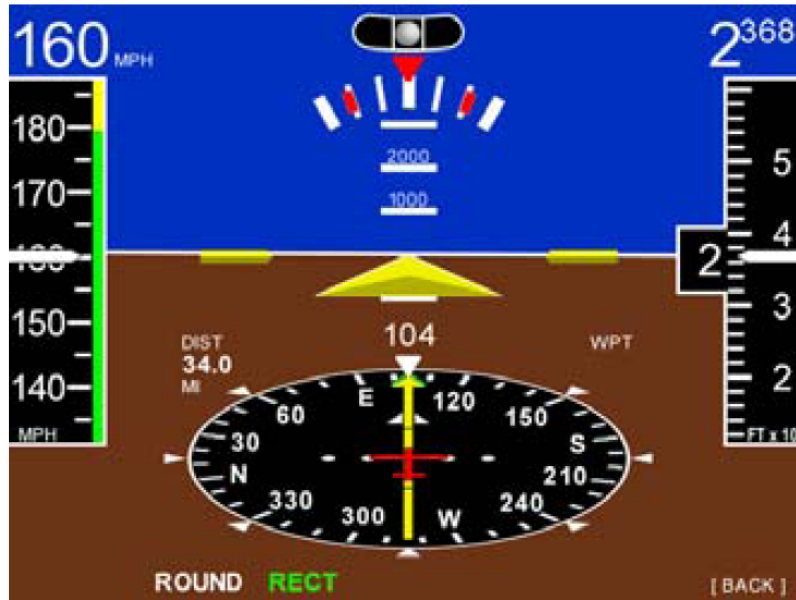 160 MPH
2368
180
170
160
150
140
MPH
2000
1000
5
4
2
3
2
FT x 10
DIST
34.0
MI
104
WPT
E
120
60
150
30
S
N
210
330
240
300
W
ROUND RECT
[ BACK ]